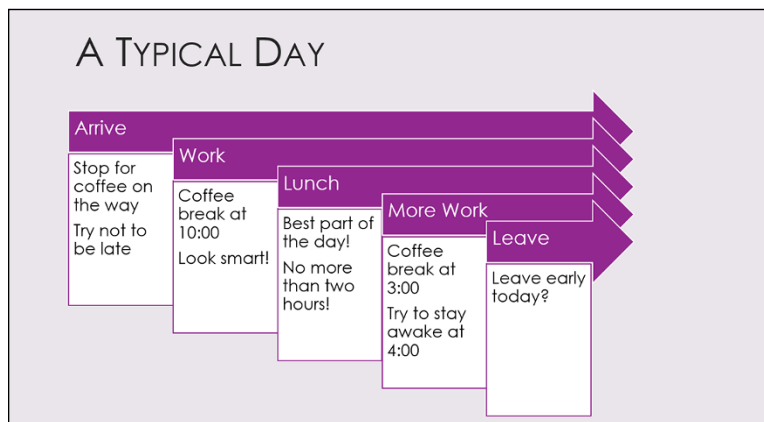 A Typical Day
Arrive
Stop for
coffee on
the way
Try not to
be late
Work
Coffee
break at
10:00
Look smart!
Lunch
Best part of
the day!
No more
than two
hours!
More Work
Coffee
break at
3:00
Try to stay
awake at
4:00
Leave
Leave early
today?